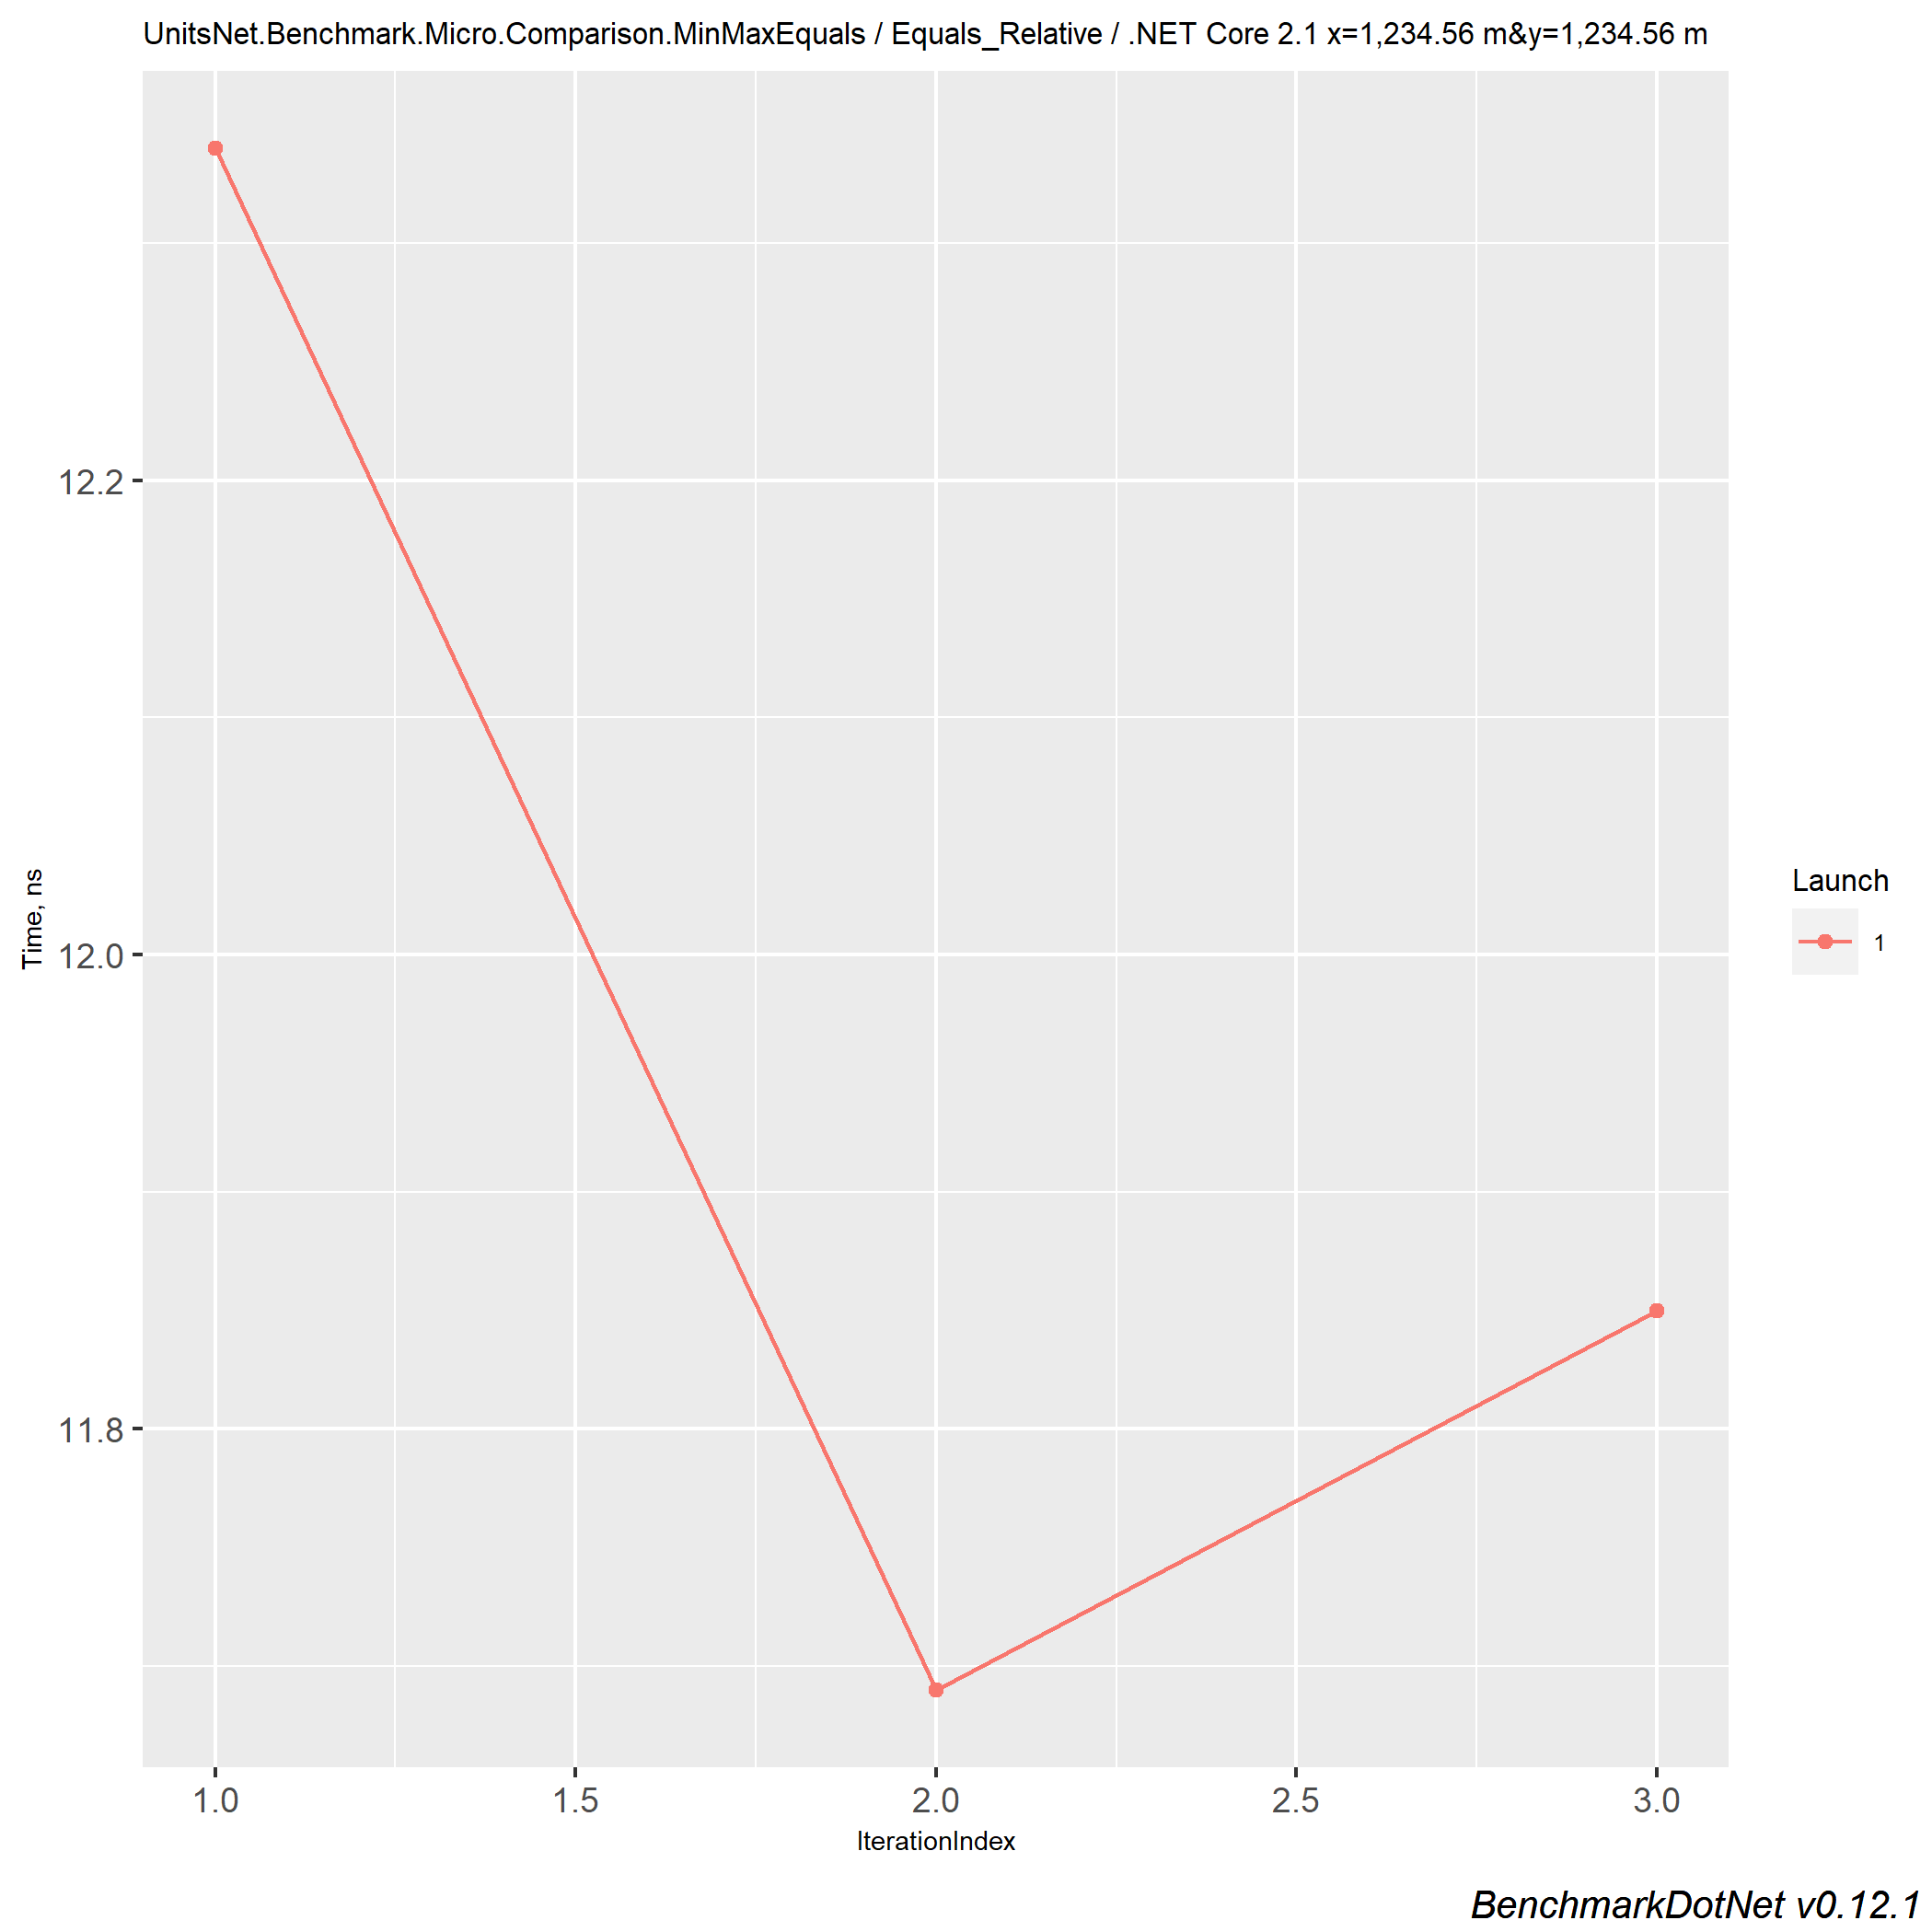 UnitsNet.Benchmark.Micro.Comparison.MinMaxEquals / Equals_Relative / .NET Core 2.1 x=1,234.56 m&y=1,234.56 m
12.2
12.0
11.8
Time, ns
1.0 1.5 2.0 2.5 3.0
IterationIndex
Launch
1
BenchmarkDotNet v0.12.1